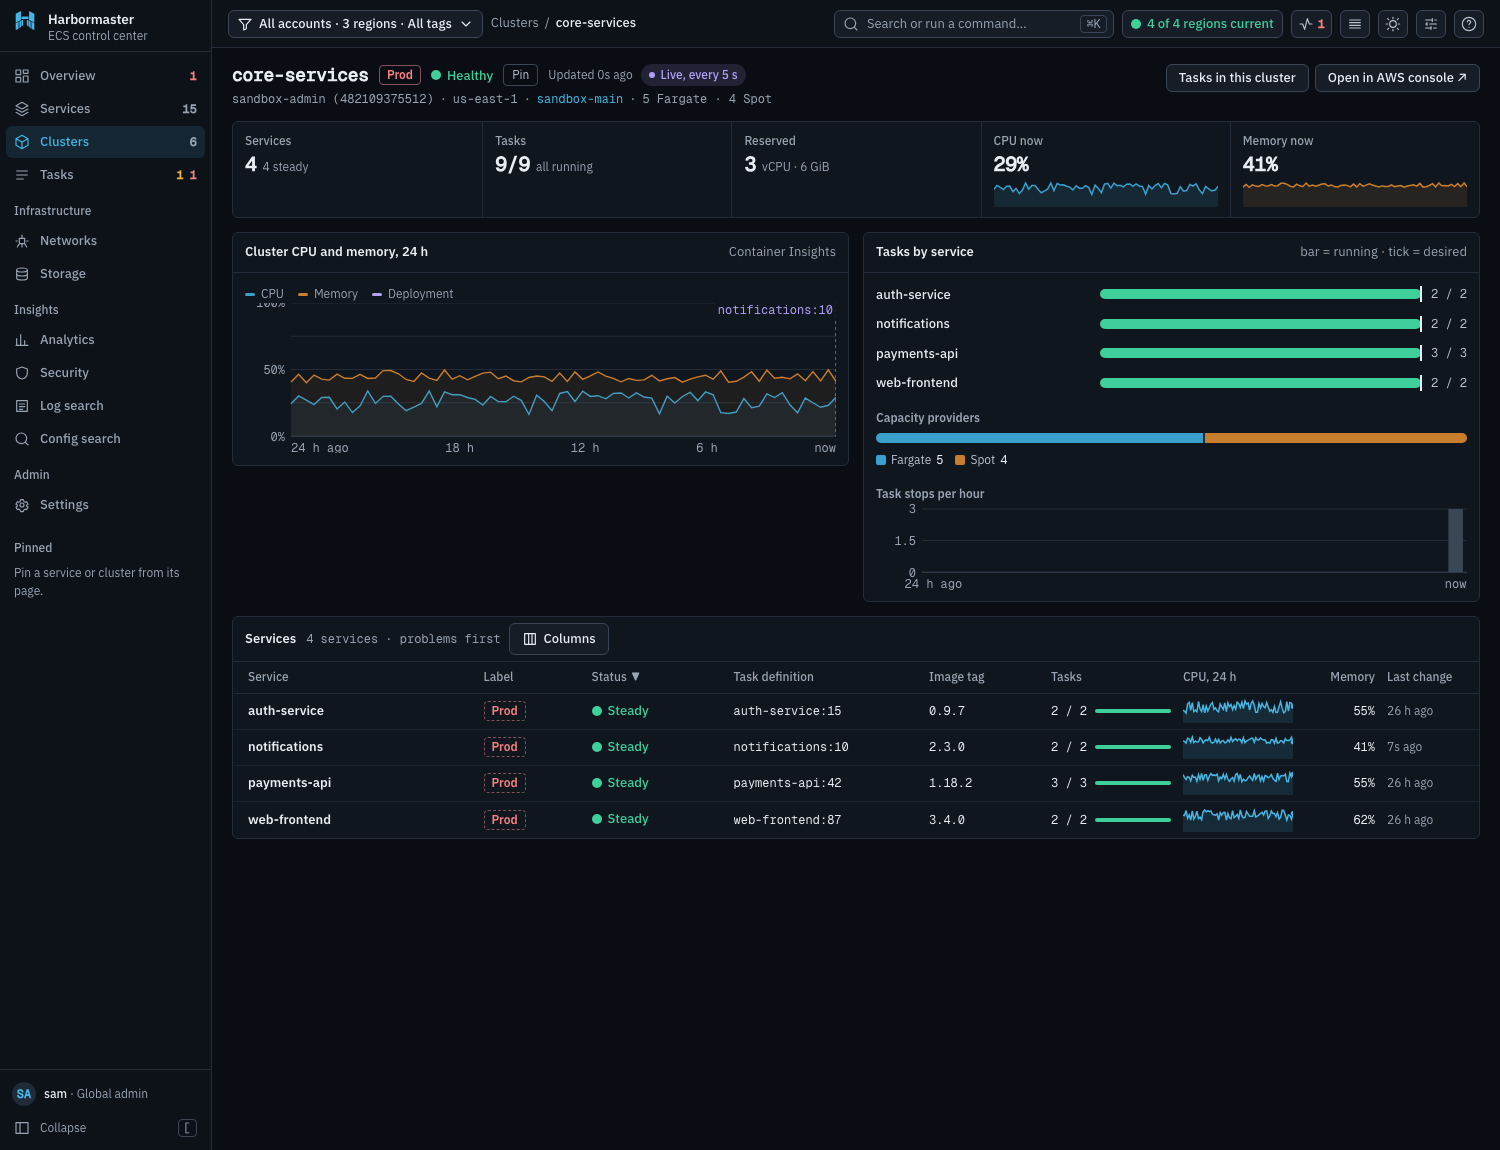 Harbormaster
ECS control center
All accounts · 3 regions · All tags
Clusters / core-services
Search or run a command...
⌘K
4 of 4 regions current
1
Overview 1
Services 15
Clusters 6
Tasks 1 1
Infrastructure
Networks
Storage
Insights
Analytics
Security
Log search
Config search
Admin
Settings
Pinned
Pin a service or cluster from its
page.
SA sam · Global admin
Collapse [
core-services Prod Healthy Pin Updated 0s ago Live, every 5 s
Tasks in this cluster
Open in AWS console ↗
sandbox-admin (482109375512) · us-east-1 · sandbox-main · 5 Fargate · 4 Spot
Services
4 4 steady
Tasks
9/9 all running
Reserved
3 vCPU · 6 GiB
CPU now
29%
Memory now
41%
Cluster CPU and memory, 24 h
Container Insights
CPU Memory Deployment
100%
notifications:10
50%
0%
24 h ago 18 h 12 h 6 h now
Tasks by service
bar = running · tick = desired
auth-service 2 / 2
notifications 2 / 2
payments-api 3 / 3
web-frontend 2 / 2
Capacity providers
Fargate 5 Spot 4
Task stops per hour
3
1.5
0
24 h ago now
Services 4 services · problems first Columns
Service Label Status ▼ Task definition Image tag Tasks CPU, 24 h Memory Last change
auth-service Prod Steady auth-service:15 0.9.7 2 / 2 55% 26 h ago
notifications Prod Steady notifications:10 2.3.0 2 / 2 41% 7s ago
payments-api Prod Steady payments-api:42 1.18.2 3 / 3 55% 26 h ago
web-frontend Prod Steady web-frontend:87 3.4.0 2 / 2 62% 26 h ago